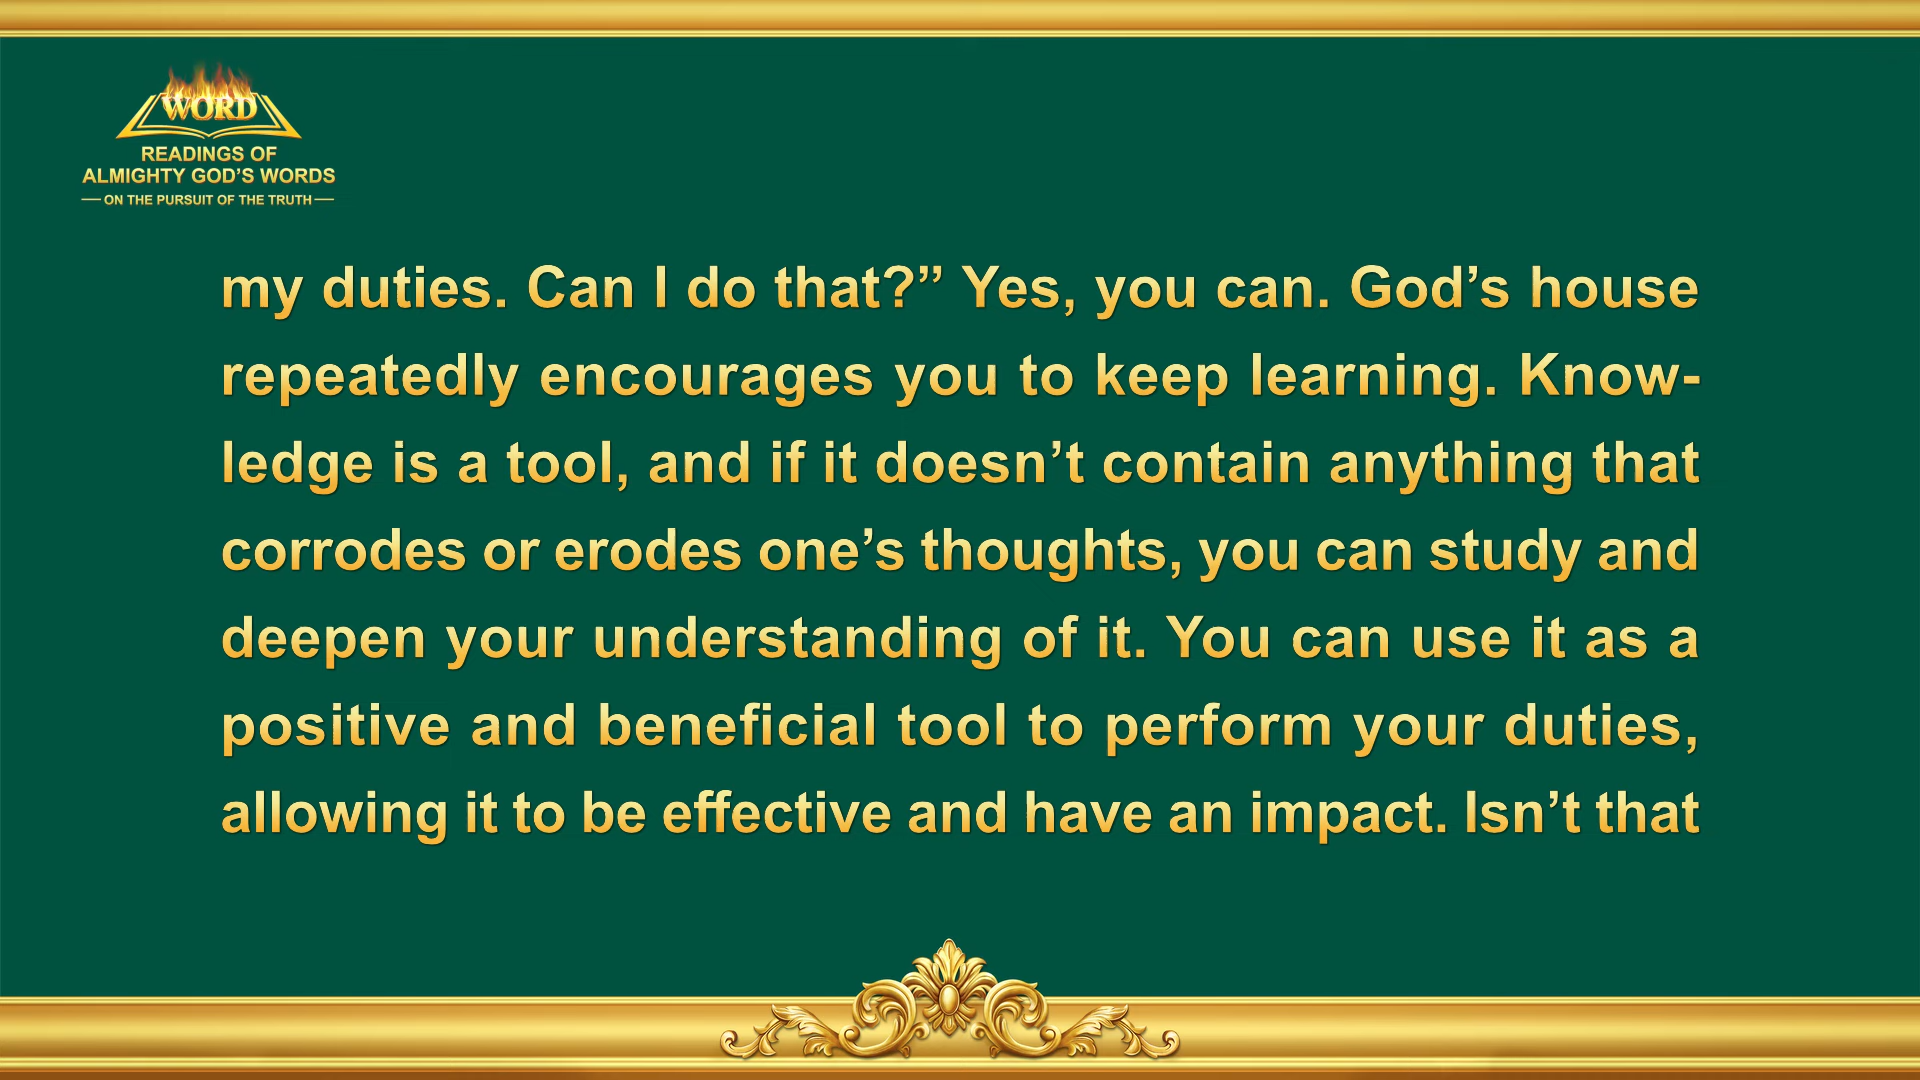 WORD
READINGS OF
ALMIGHTY GOD’S WORDS
— ON THE PURSUIT OF THE TRUTH —
my duties. Can I do that?” Yes, you can. God’s house
repeatedly encourages you to keep learning. Know-
ledge is a tool, and if it doesn’t contain anything that
corrodes or erodes one’s thoughts, you can study and
deepen your understanding of it. You can use it as a
positive and beneficial tool to perform your duties,
allowing it to be effective and have an impact. Isn’t that